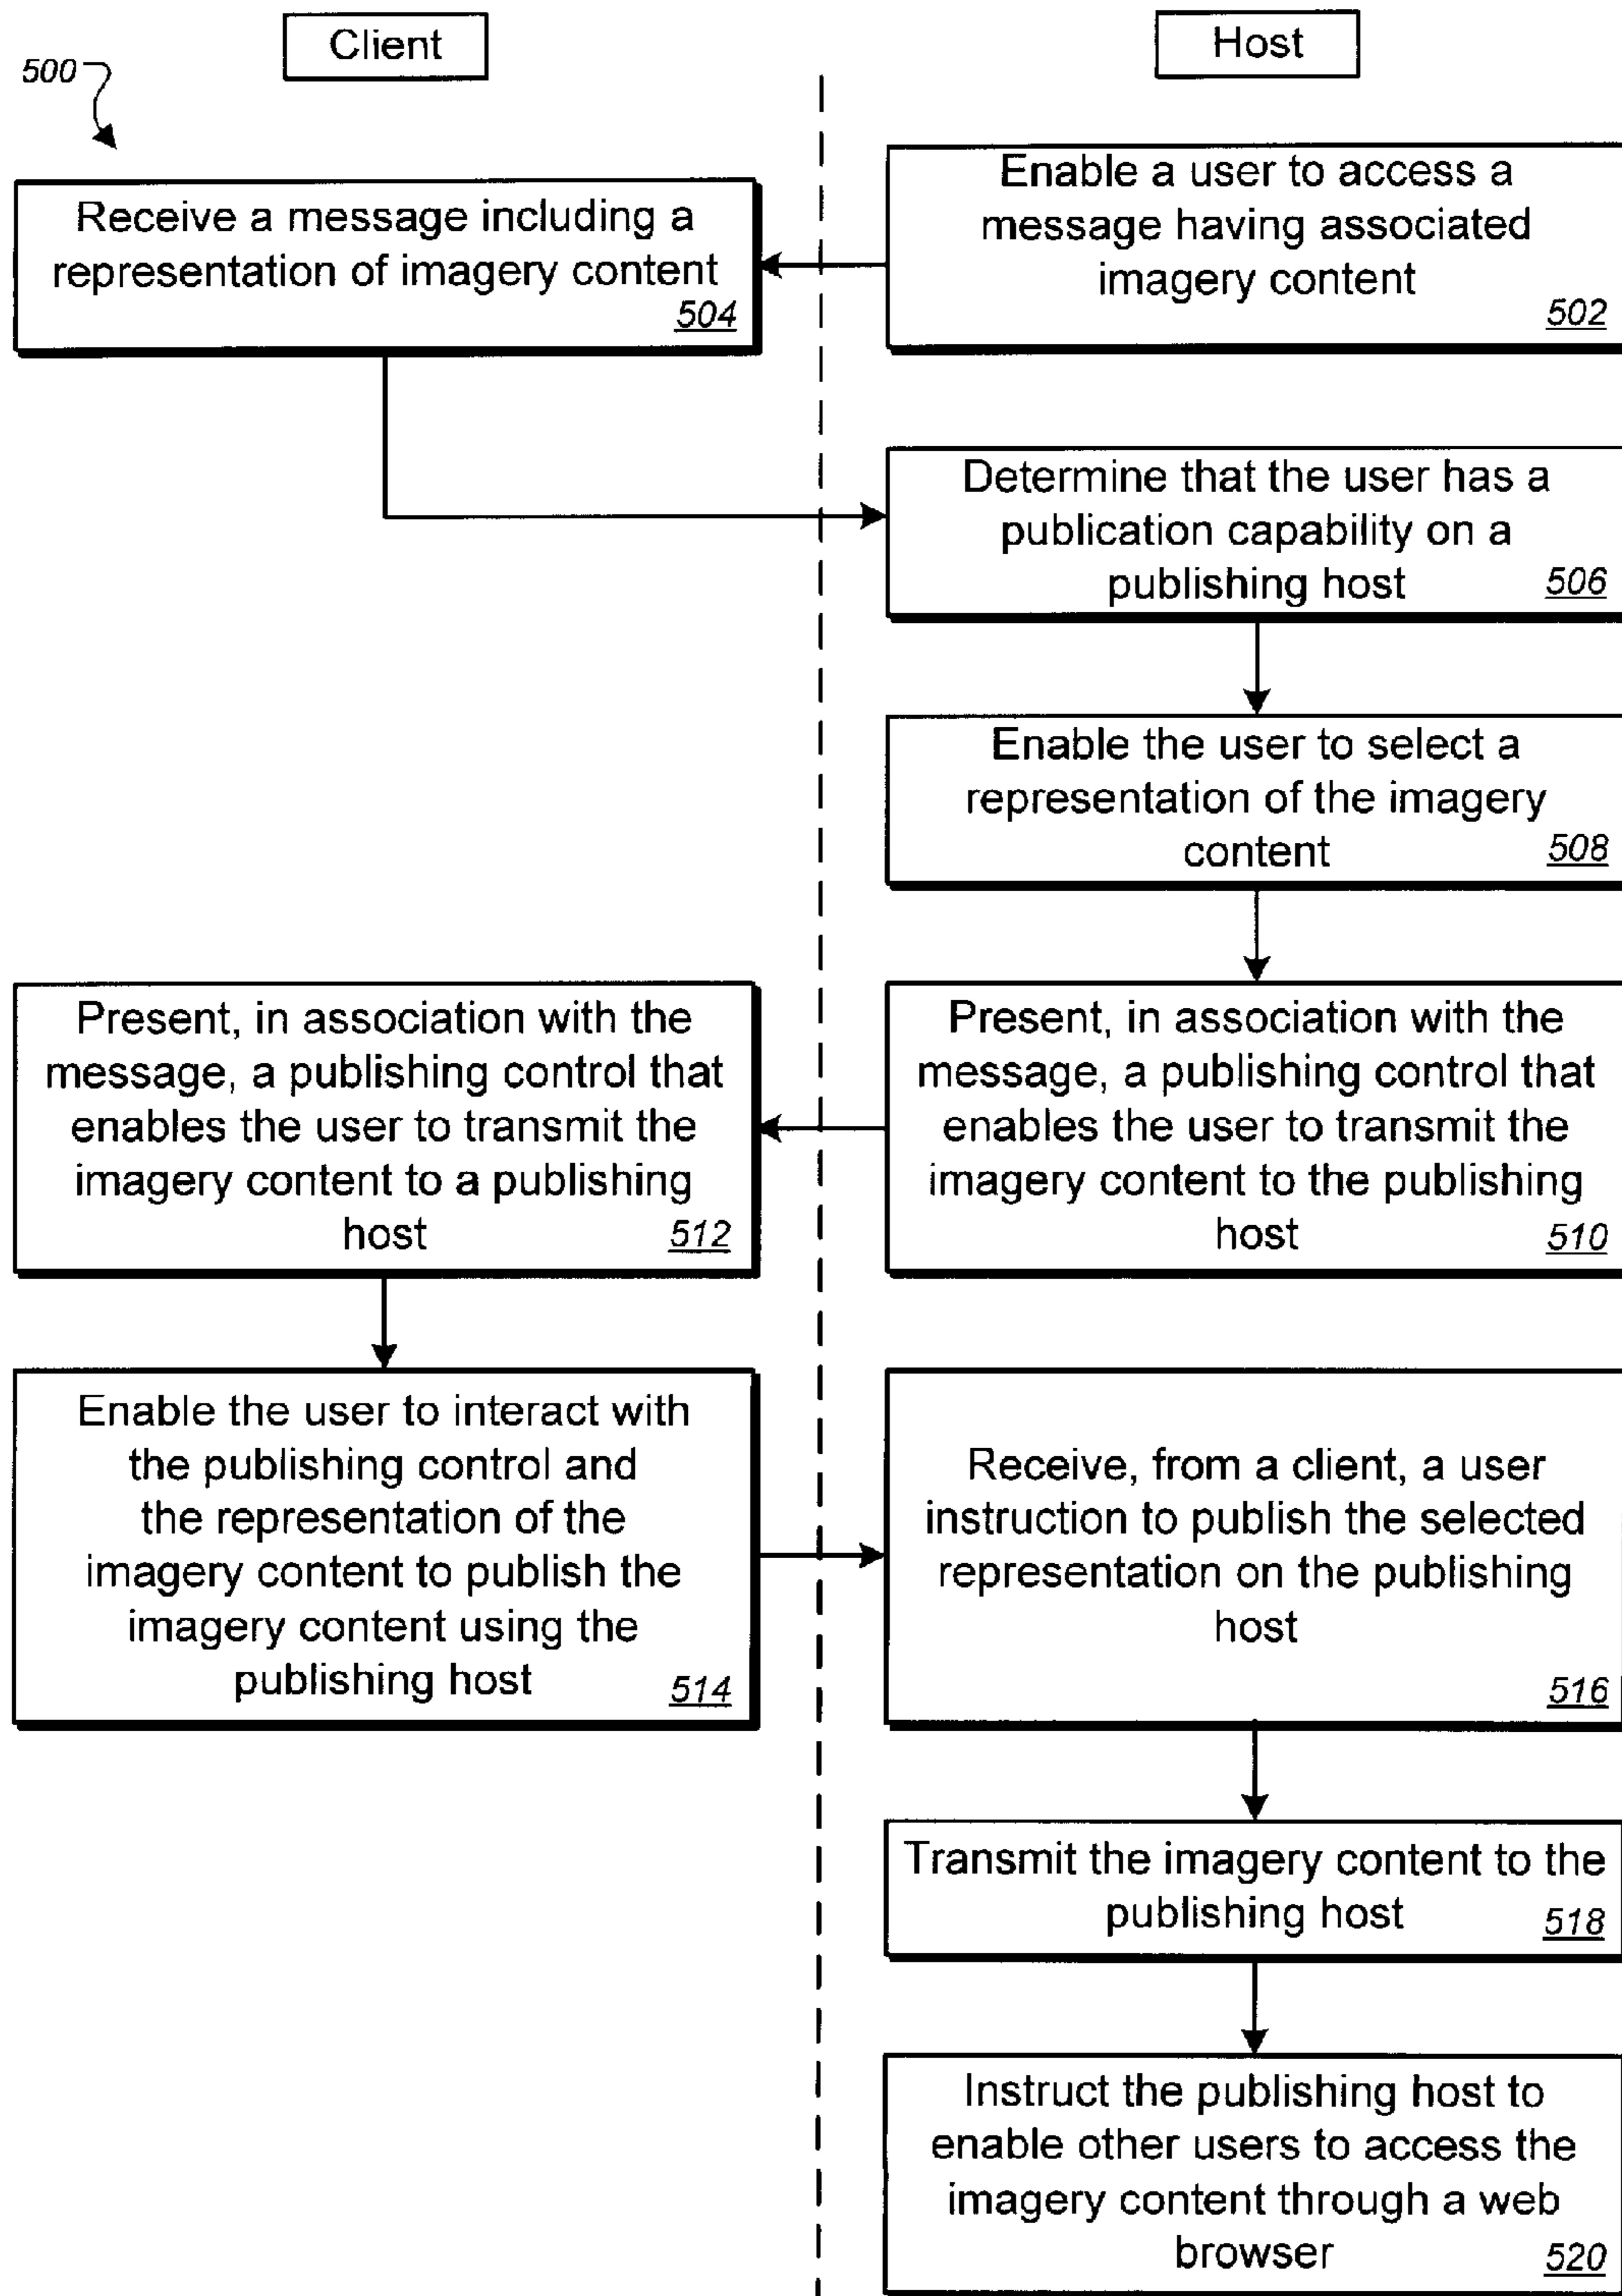 Client
Host
500
Enable a user to access a
message having associated
imagery content
502
Receive a message including a
representation of imagery content
504
Determine that the user has a
publication capability on a
publishing host
506
Enable the user to select a
representation of the imagery
content
508
Present, in association with the
message, a publishing control that
enables the user to transmit the
imagery content to the publishing
host
510
Present, in association with the
message, a publishing control that
enables the user to transmit the
imagery content to a publishing
host
512
Enable the user to interact with
the publishing control and
the representation of the
imagery content to publish the
imagery content using the
publishing host
514
Receive, from a client, a user
instruction to publish the selected
representation on the publishing
host
516
Transmit the imagery content to the
publishing host
518
Instruct the publishing host to
enable other users to access the
imagery content through a web
browser
520